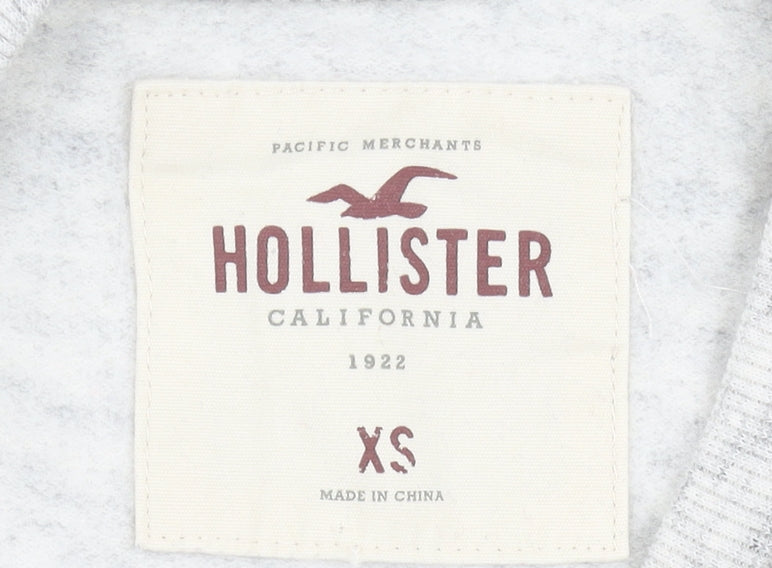 PACIFIC MERCHANTS
HOLLISTER
CALIFORNIA
1922
XS
MADE IN CHINA